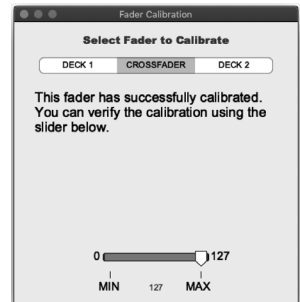 Fader Calibration
Select Fader to Calibrate
DECK 1 CROSSFADER DECK 2
This fader has successfully calibrated.
You can verify the calibration using the
slider below.
0 127
MIN 127 MAX